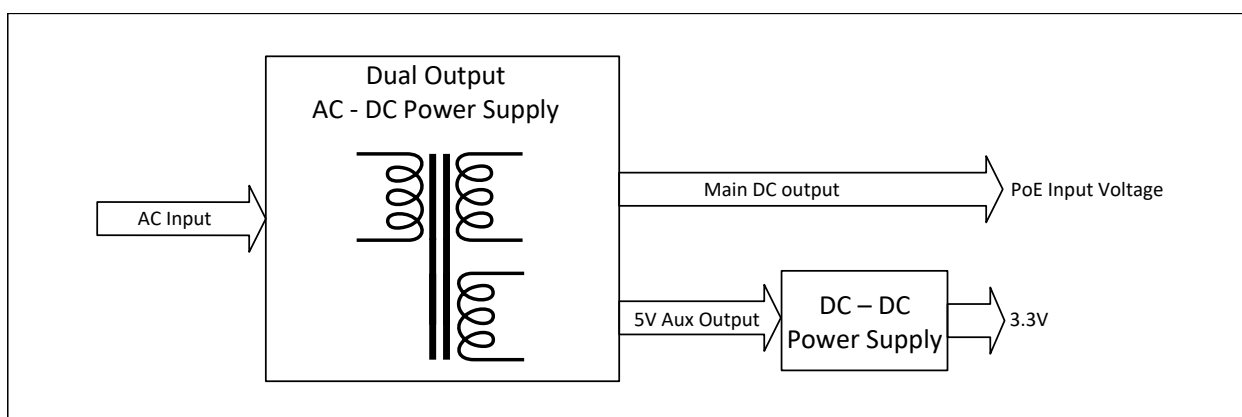 Dual Output
AC - DC Power Supply
AC Input
Main DC output
PoE Input Voltage
5V Aux Output
DC – DC
Power Supply
3.3V